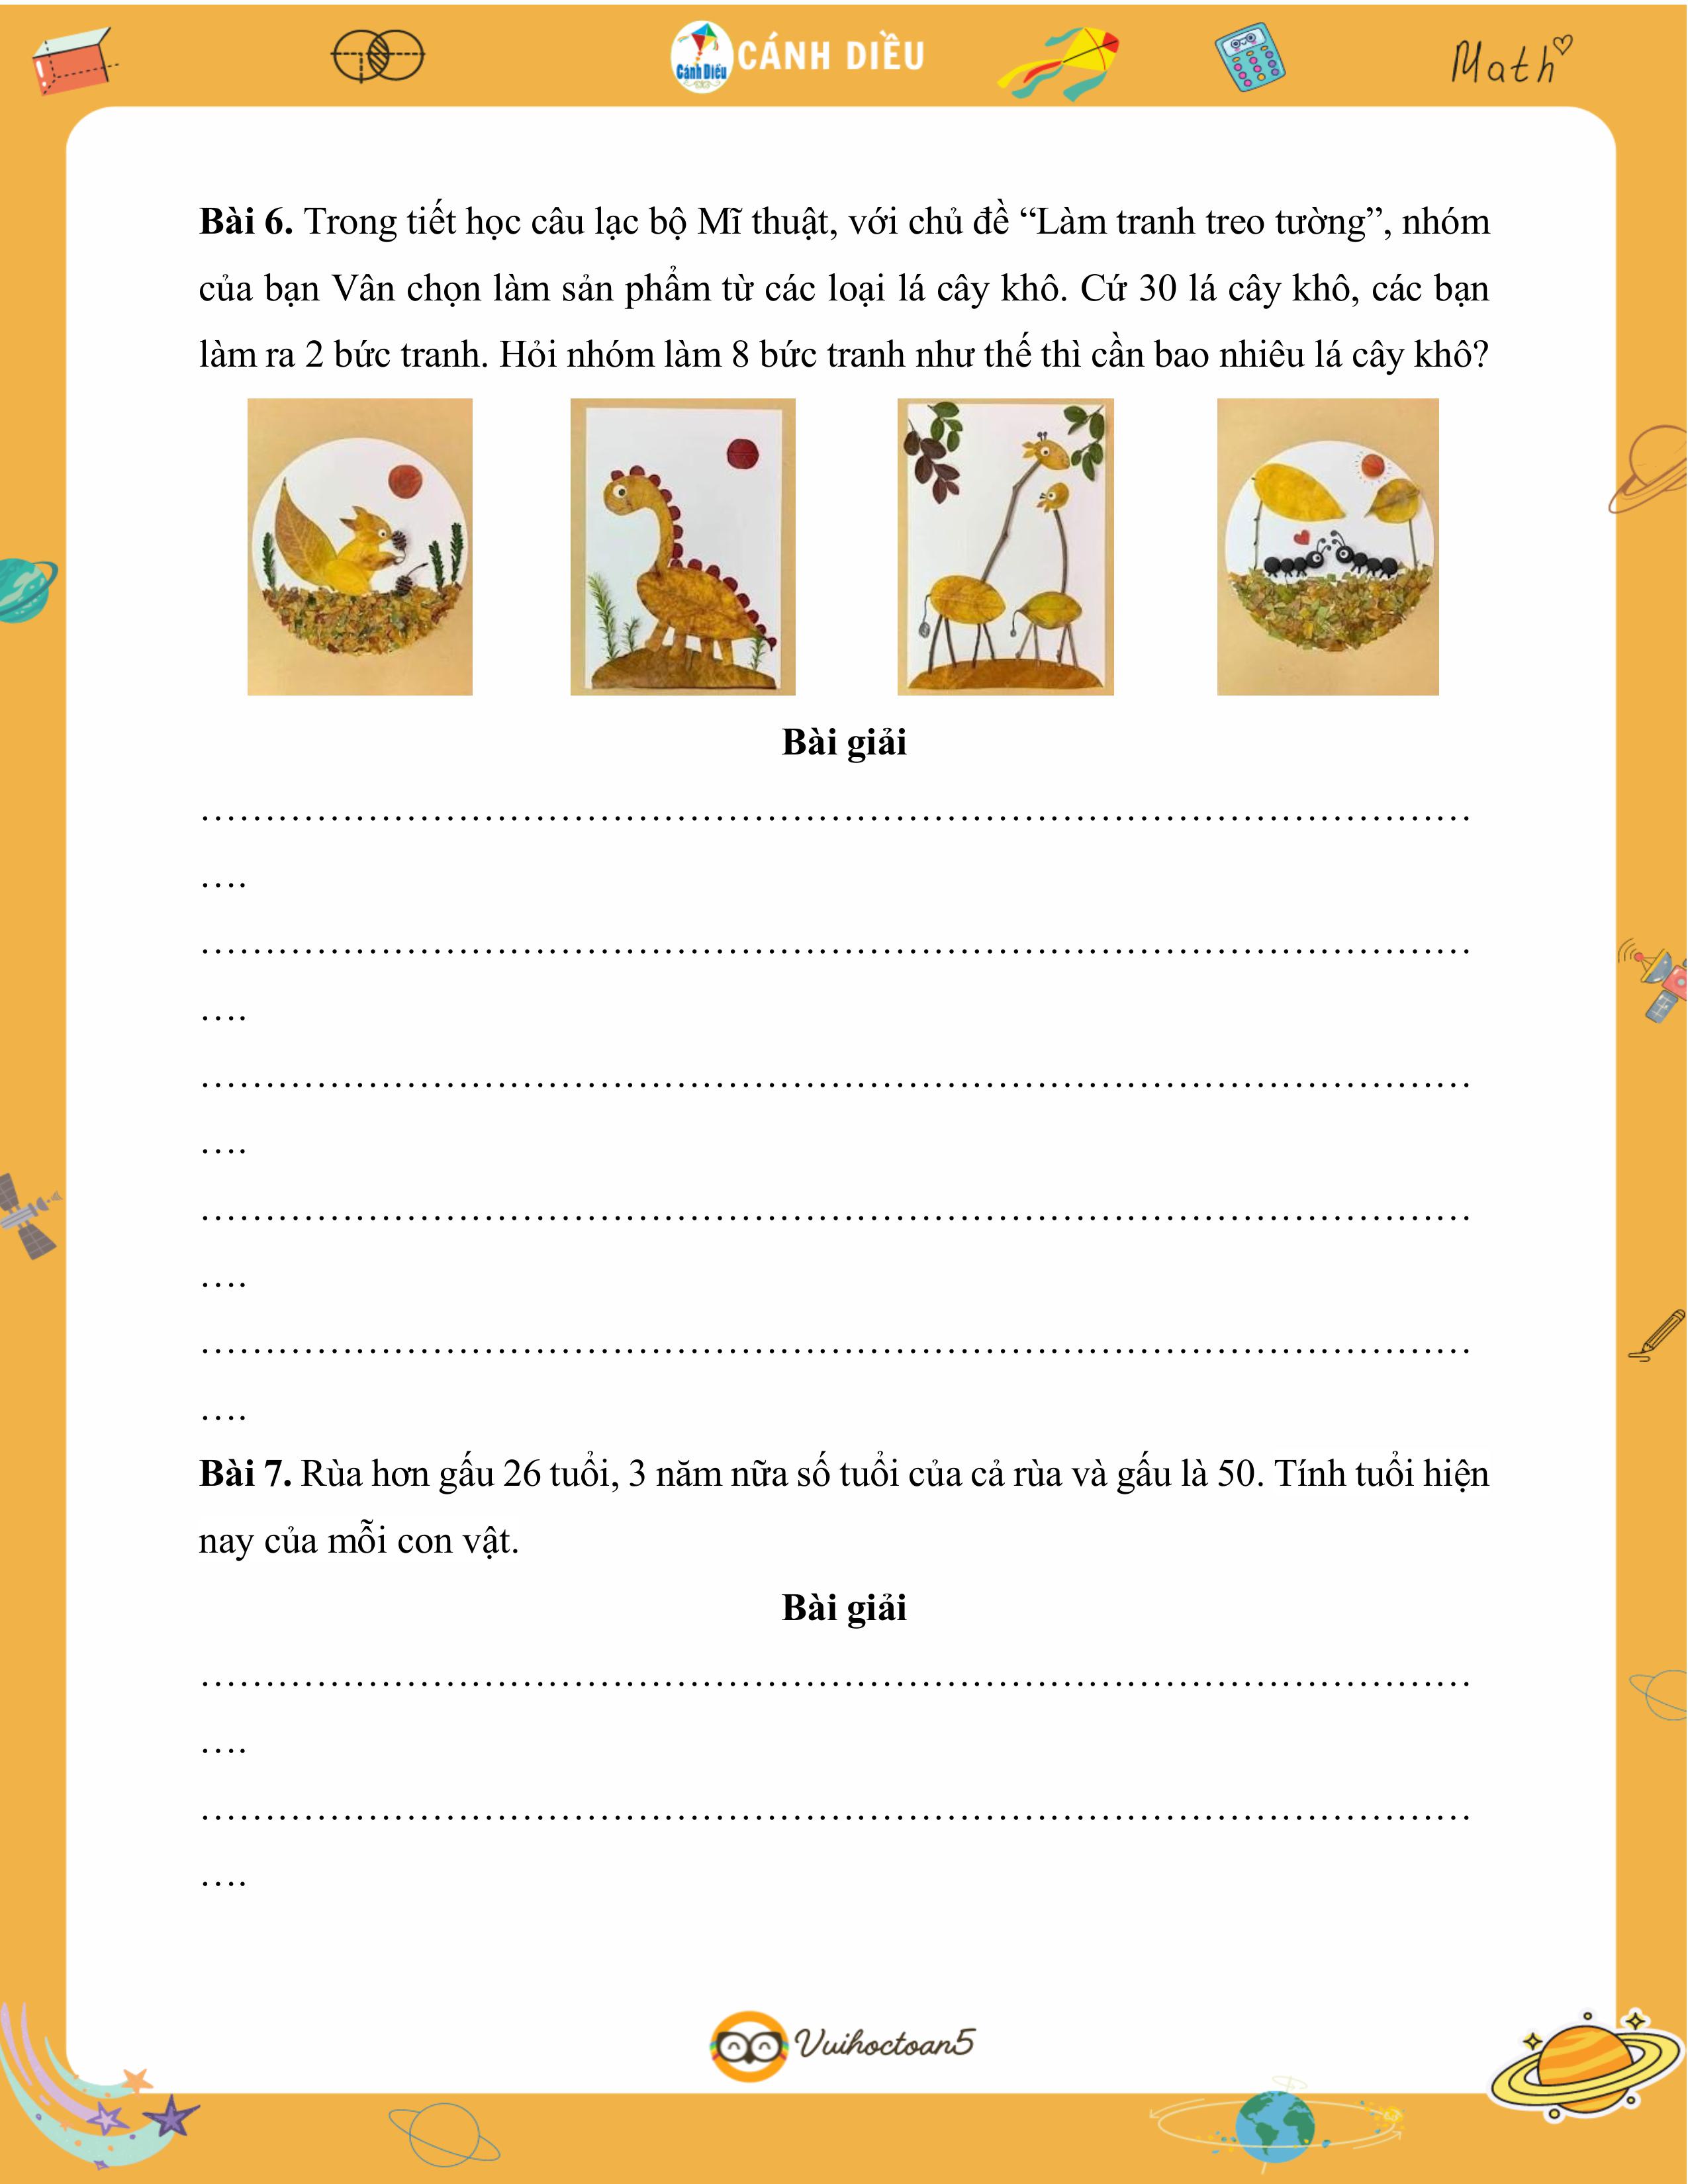 Cánh Diều
CÁNH DIỀU
Math
Bài 6. Trong tiết học câu lạc bộ Mĩ thuật, với chủ đề “Làm tranh treo tường”, nhóm
của bạn Vân chọn làm sản phẩm từ các loại lá cây khô. Cứ 30 lá cây khô, các bạn
làm ra 2 bức tranh. Hỏi nhóm làm 8 bức tranh như thế thì cần bao nhiêu lá cây khô?
Bài giải
………………………………………………………………………………………
….
………………………………………………………………………………………
….
………………………………………………………………………………………
….
………………………………………………………………………………………
….
………………………………………………………………………………………
….
Bài 7. Rùa hơn gấu 26 tuổi, 3 năm nữa số tuổi của cả rùa và gấu là 50. Tính tuổi hiện
nay của mỗi con vật.
Bài giải
………………………………………………………………………………………
….
………………………………………………………………………………………
….
Vuihoctoan5